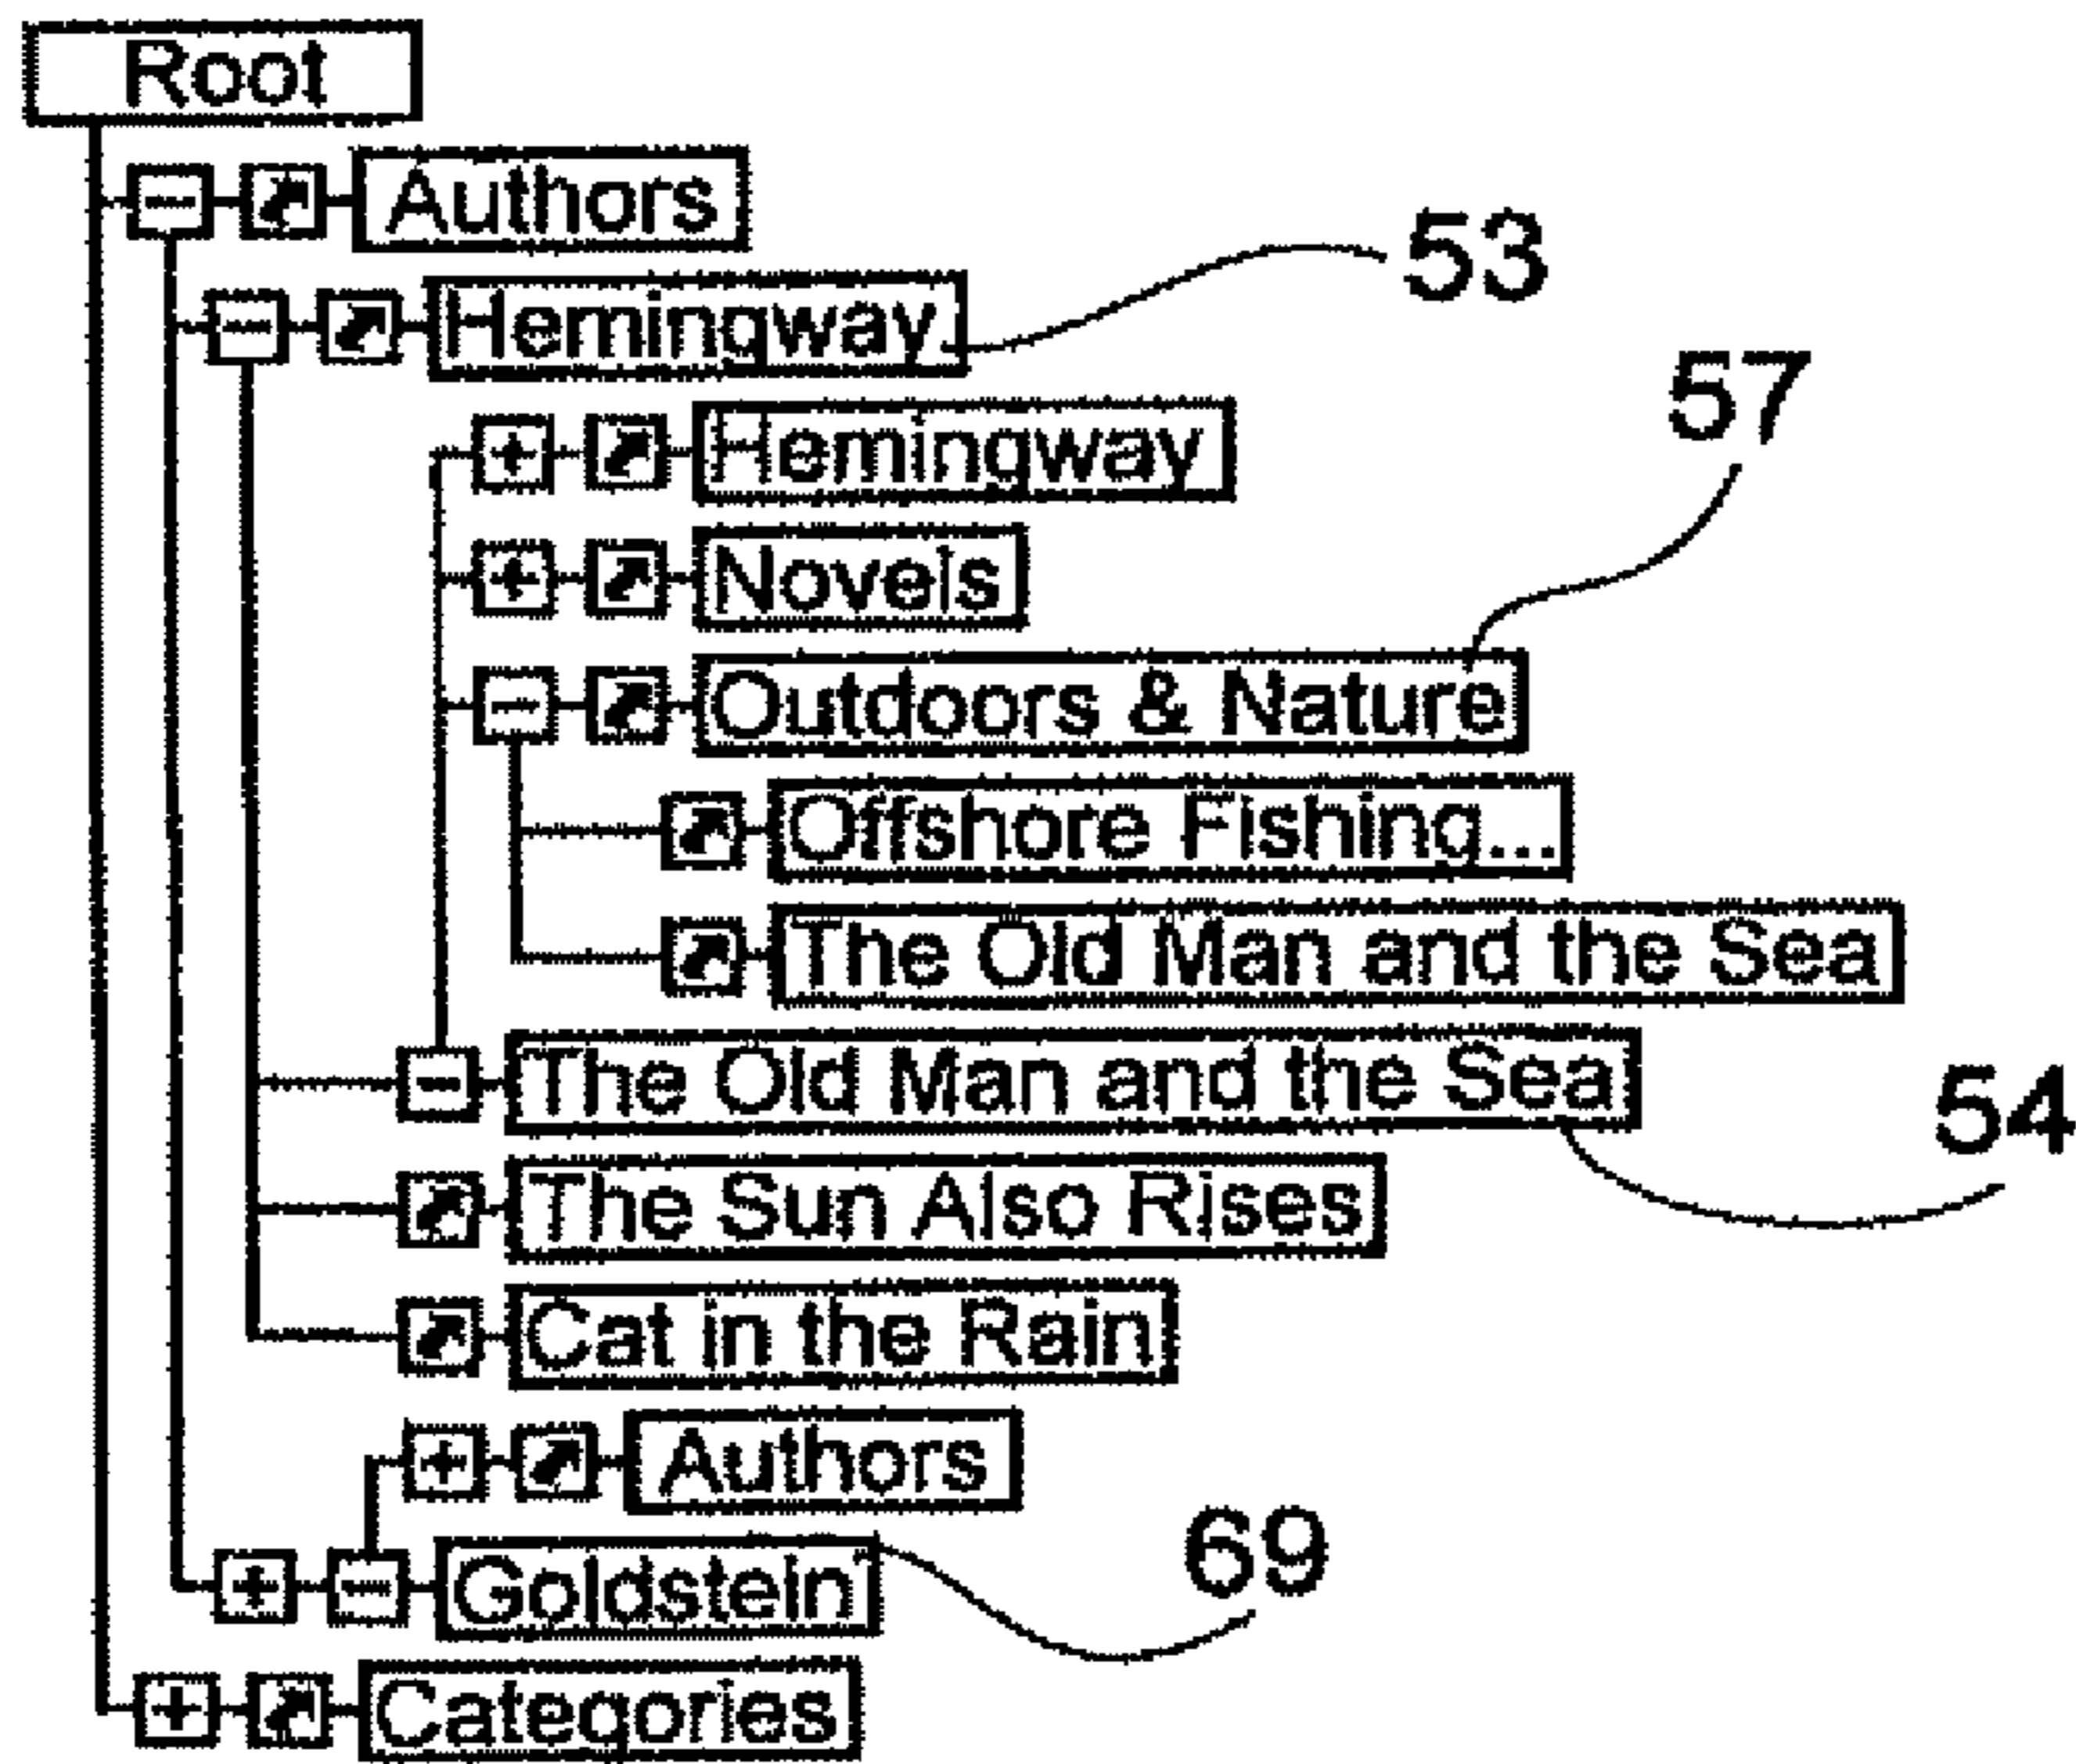 Root
Authors
53
Hemingway
57
Hemingway
Novels
Outdoors & Nature
Offshore Fishing...
The Old Man and the Sea
The Old Man and the Sea
54
The Sun Also Rises
Cat in the Rain
Authors
69
Goldstein
Categories